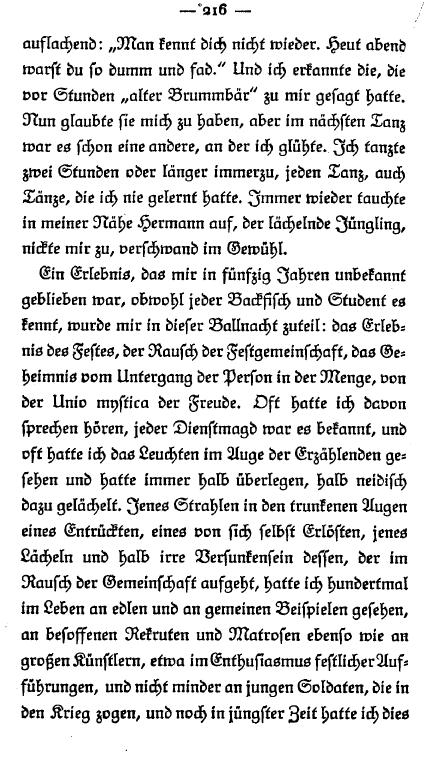 — 216 —
auflachend: „Man kennt dich nicht wieder. Heut abend
warst du so dumm und fad.“ Und ich erkannte die, die
vor Stunden „alter Brummbär“ zu mir gesagt hatte.
Nun glaubte sie mich zu haben, aber im nächsten Tanz
war es schon eine andere, an der ich glühte. Ich tanzte
zwei Stunden oder länger immerzu, jeden Tanz, auch
Tänze, die ich nie gelernt hatte. Immer wieder tauchte
in meiner Nähe Hermann auf, der lächelnde Jüngling,
nickte mir zu, verschwand im Gewühl.
Ein Erlebnis, das mir in fünfzig Jahren unbekannt
geblieben war, obwohl jeder Backfisch und Student es
kennt, wurde mir in dieser Ballnacht zuteil: das Erleb-
nis des Festes, der Rausch der Festgemeinschaft, das Ge-
heimnis vom Untergang der Person in der Menge, von
der Unio mystica der Freude. Oft hatte ich davon
sprechen hören, jeder Dienstmagd war es bekannt, und
oft hatte ich das Leuchten im Auge der Erzählenden ge-
sehen und hatte immer halb überlegen, halb neidisch
dazu gelächelt. Jenes Strahlen in den trunkenen Augen
eines Entrückten, eines von sich selbst Erlösten, jenes
Lächeln und halb irre Versunkensein dessen, der im
Rausch der Gemeinschaft aufgeht, hatte ich hundertmal
im Leben an edlen und an gemeinen Beispielen gesehen,
an besoffenen Rekruten und Matrosen ebenso wie an
großen Künstlern, etwa im Enthusiasmus festlicher Auf-
führungen, und nicht minder an jungen Soldaten, die in
den Krieg zogen, und noch in jüngster Zeit hatte ich dies